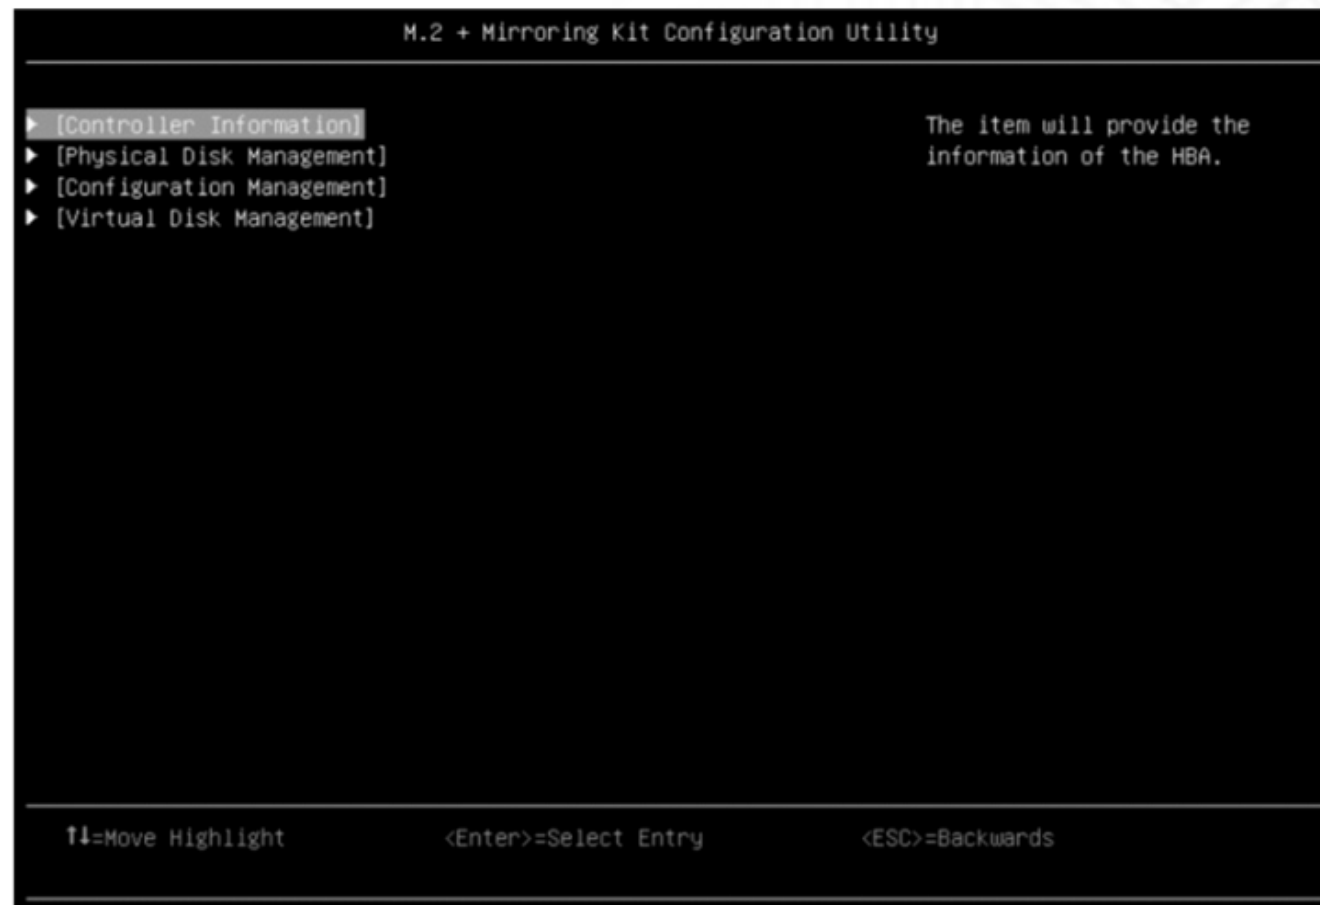 M.2 + Mirroring Kit Configuration Utility
▶ [Controller Information]
▶ [Physical Disk Management]
▶ [Configuration Management]
▶ [Virtual Disk Management]
The item will provide the
information of the HBA.
↑↓=Move Highlight <Enter>=Select Entry <ESC>=Backwards